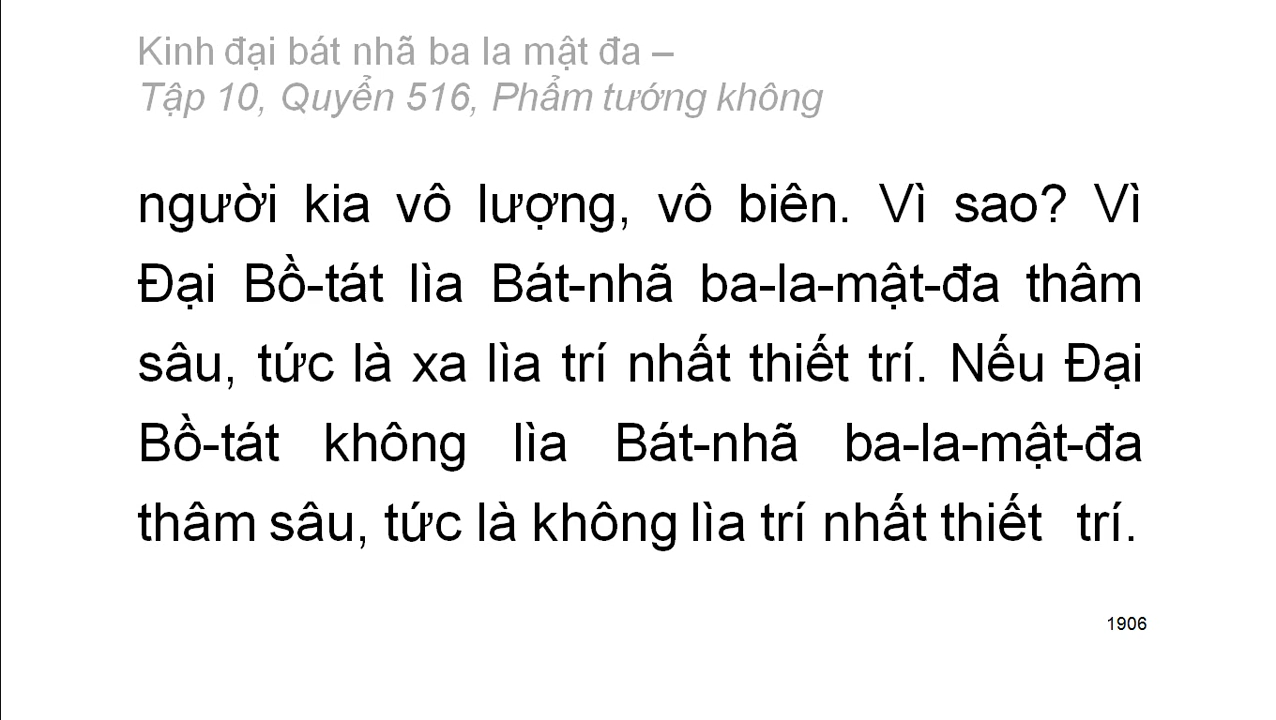 Kinh đại bát nhã ba la mật đa –
Tập 10, Quyển 516, Phẩm tướng không
người kia vô lượng, vô biên. Vì sao? Vì
Đại Bồ-tát lìa Bát-nhã ba-la-mật-đa thâm
sâu, tức là xa lìa trí nhất thiết trí. Nếu Đại
Bồ-tát không lìa Bát-nhã ba-la-mật-đa
thâm sâu, tức là không lìa trí nhất thiết trí.
1906